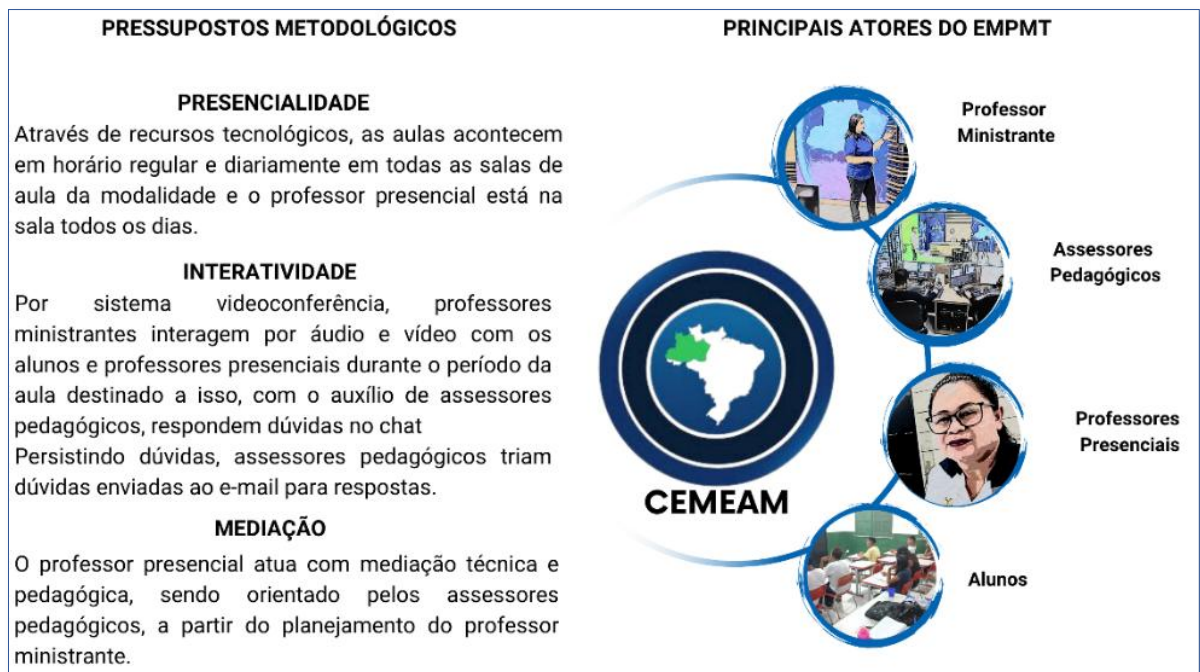 PRESSUPOSTOS METODOLÓGICOS
PRESENCIALIDADE
Através de recursos tecnológicos, as aulas acontecem
em horário regular e diariamente em todas as salas de
aula da modalidade e o professor presencial está na
sala todos os dias.
INTERATIVIDADE
Por sistema videoconferência, professores
ministrantes interagem por áudio e vídeo com os
alunos e professores presenciais durante o período da
aula destinado a isso, com o auxílio de assessores
pedagógicos, respondem dúvidas no chat
Persistindo dúvidas, assessores pedagógicos triam
dúvidas enviadas ao e-mail para respostas.
MEDIAÇÃO
O professor presencial atua com mediação técnica e
pedagógica, sendo orientado pelos assessores
pedagógicos, a partir do planejamento do professor
ministrante.
PRINCIPAIS ATORES DO EMPMT
Professor
Ministrante
Assessores
Pedagógicos
Professores
Presenciais
Alunos
CEMEAM